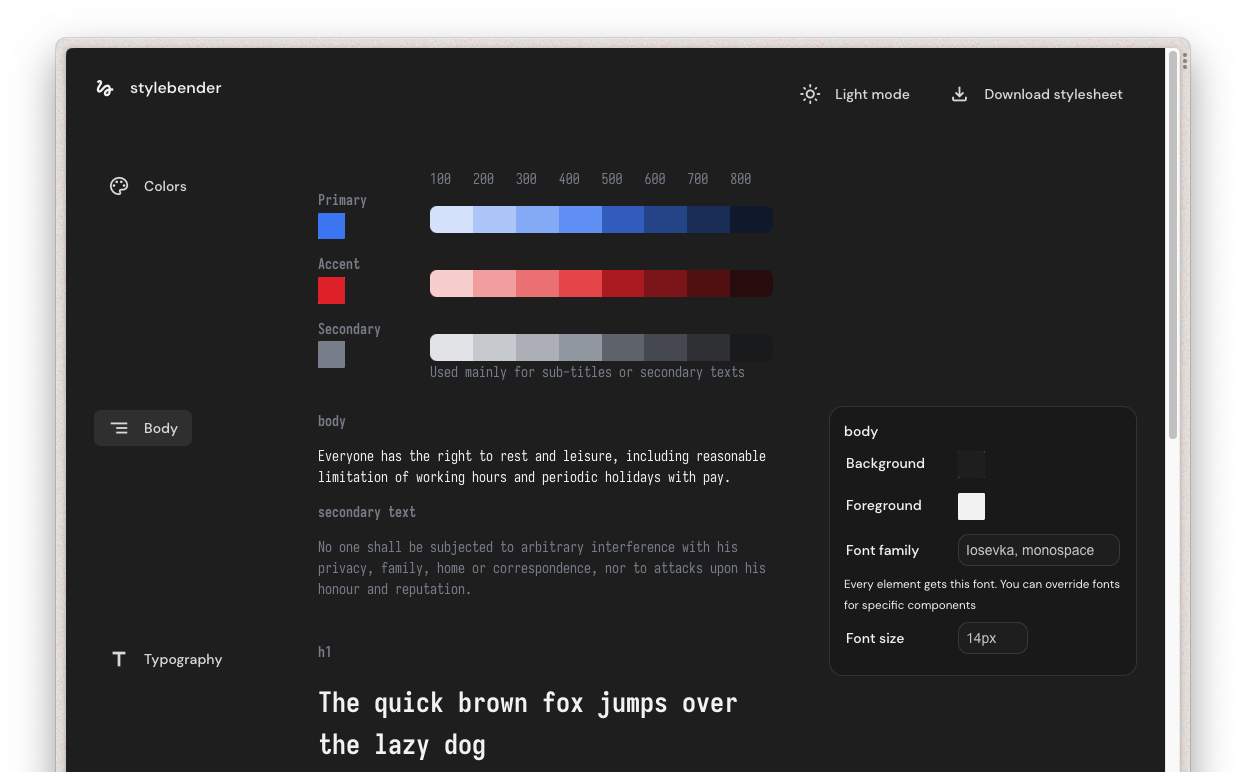 stylebender
Light mode
Download stylesheet
Colors
100 200 300 400 500 600 700 800
Primary
Accent
Secondary
Used mainly for sub-titles or secondary texts
Body
body
Everyone has the right to rest and leisure, including reasonable
limitation of working hours and periodic holidays with pay.
secondary text
No one shall be subjected to arbitrary interference with his
privacy, family, home or correspondence, nor to attacks upon his
honour and reputation.
body
Background
Foreground
Font family
Iosevka, monospace
Every element gets this font. You can override fonts
for specific components
Font size
14px
Typography
h1
The quick brown fox jumps over
the lazy dog